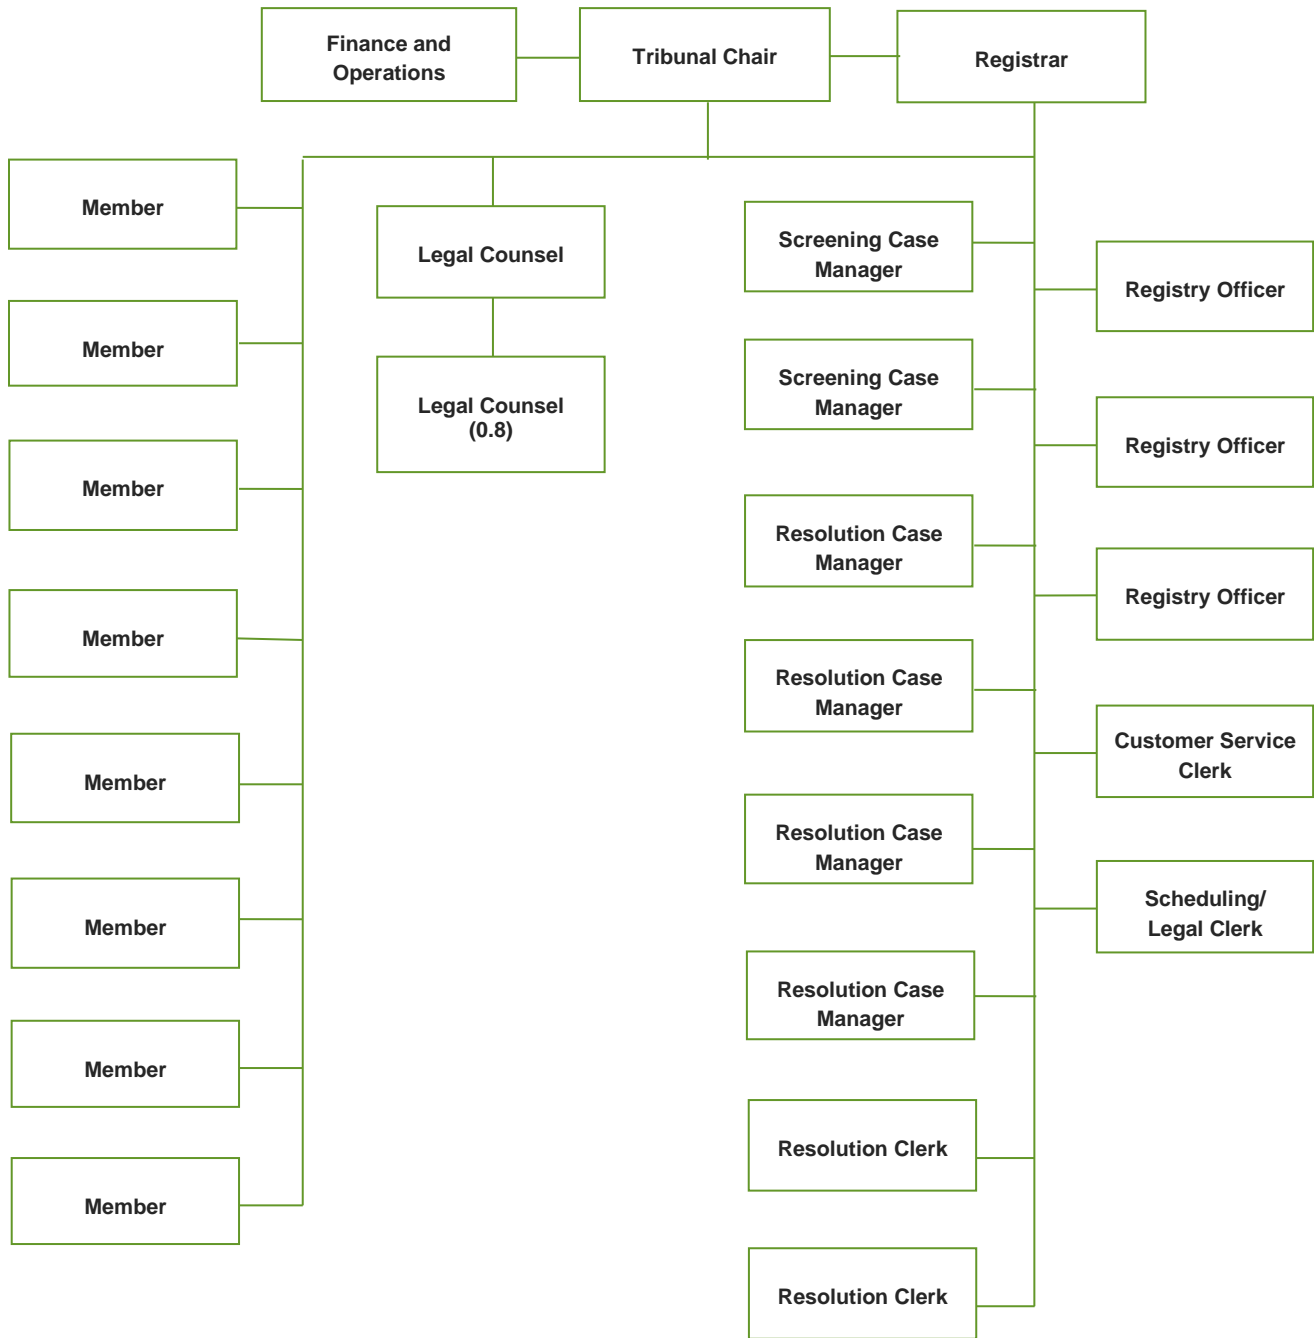 Finance and
Operations
Tribunal Chair
Registrar
Member
Member
Member
Member
Member
Member
Member
Member
Legal Counsel
Legal Counsel
(0.8)
Screening Case
Manager
Screening Case
Manager
Resolution Case
Manager
Resolution Case
Manager
Resolution Case
Manager
Resolution Case
Manager
Resolution Clerk
Resolution Clerk
Registry Officer
Registry Officer
Registry Officer
Customer Service
Clerk
Scheduling/
Legal Clerk